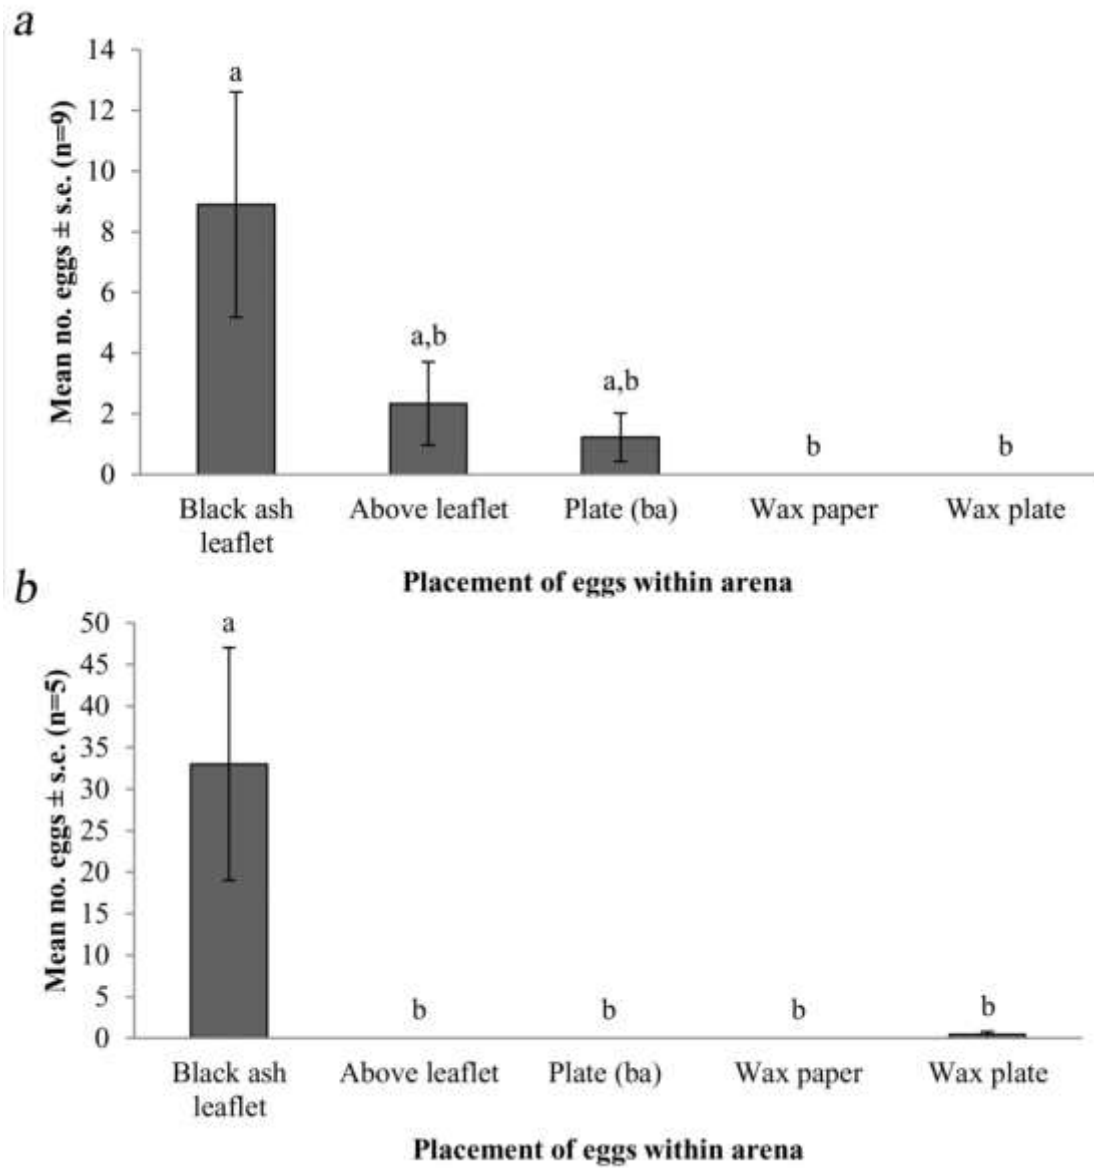 a
Mean no. eggs ± s.e. (n=9)
14
12
10
8
6
4
2
0
a
a,b
a,b
b
b
Black ash
leaflet
Above leaflet
Plate (ba)
Wax paper
Wax plate
Placement of eggs within arena
b
Mean no. eggs ± s.e. (n=5)
50
45
40
35
30
25
20
15
10
5
0
a
b
b
b
b
Black ash
leaflet
Above leaflet
Plate (ba)
Wax paper
Wax plate
Placement of eggs within arena